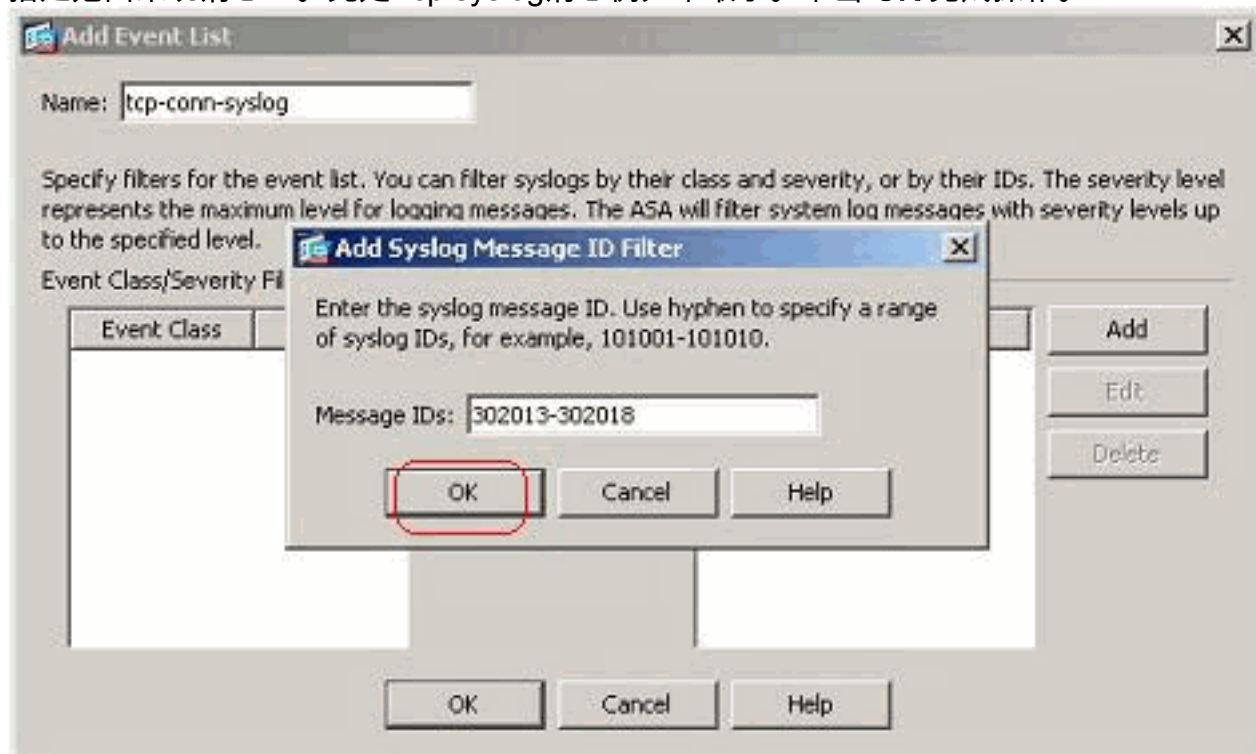 Add Event List
Name: tcp-conn-syslog
Specify filters for the event list. You can filter syslogs by their class and severity, or by their IDs. The severity level
represents the maximum level for logging messages. The ASA will filter system log messages with severity levels up
to the specified level.
Event Class/Severity Fil
Event Class
Add Syslog Message ID Filter
Enter the syslog message ID. Use hyphen to specify a range
of syslog IDs, for example, 101001-101010.
Message IDs: 302013-302018
OK Cancel Help
Add
Edit
Delete
OK Cancel Help